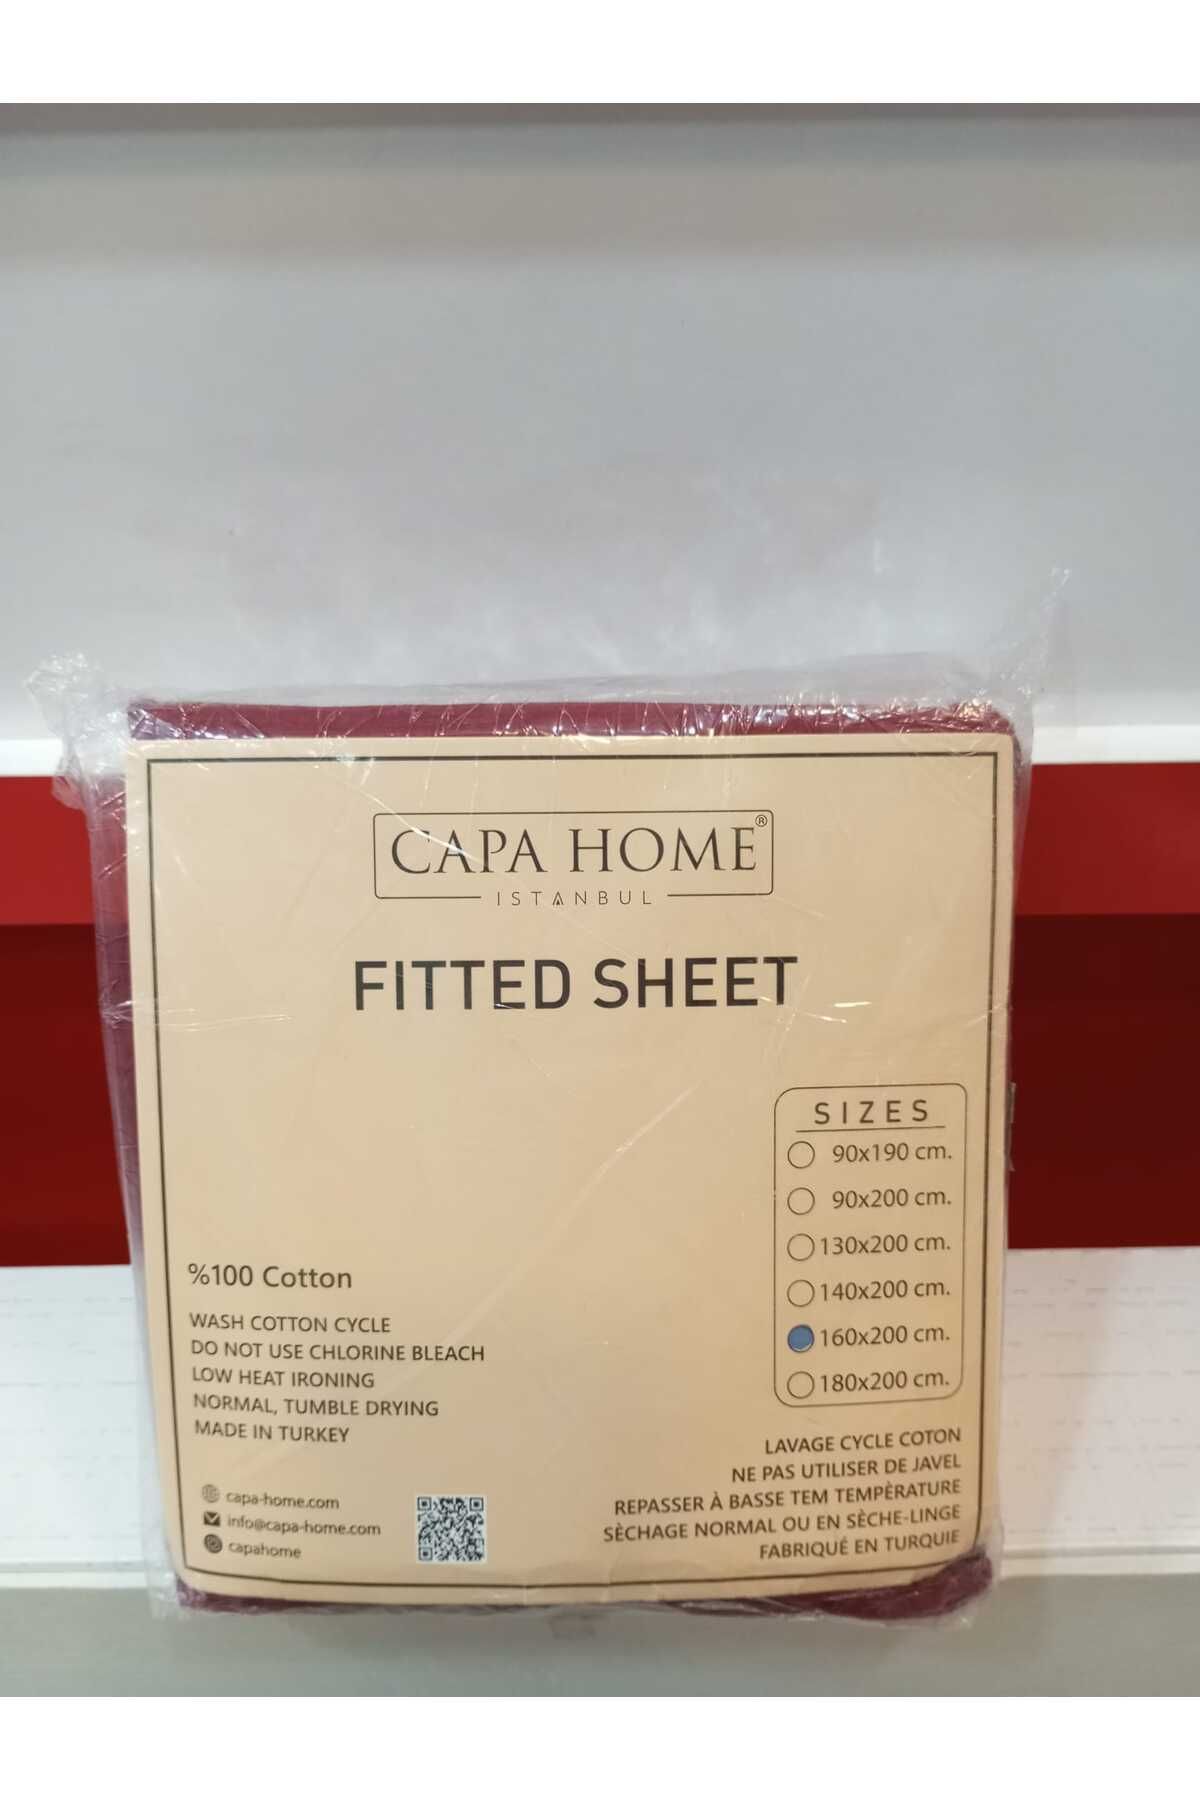 CAPA HOME®
ISTANBUL
FITTED SHEET
SIZES
90x190 cm.
90x200 cm.
130x200 cm.
140x200 cm.
160x200 cm.
180x200 cm.
%100 Cotton
WASH COTTON CYCLE
DO NOT USE CHLORINE BLEACH
LOW HEAT IRONING
NORMAL, TUMBLE DRYING
MADE IN TURKEY
capa-home.com
info@capa-home.com
capahome
LAVAGE CYCLE COTON
NE PAS UTILISER DE JAVEL
REPASSER À BASSE TEM TEMPÈRATURE
SÈCHAGE NORMAL OU EN SÈCHE-LINGE
FABRIQUÉ EN TURQUIE